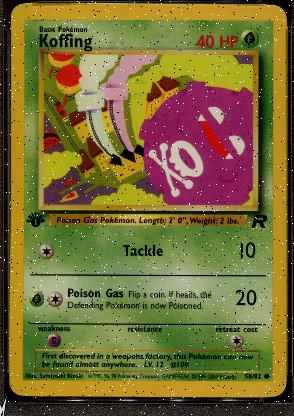 Basic Pokémon
Koffing 40 HP
Poison Gas Pokémon. Length: 2' 0", Weight: 2 lbs.
Tackle 10
Poison Gas Flip a coin. If heads, the 20
Defending Pokémon is now Poisoned.
weakness resistance retreat cost
First discovered in a weapons factory, this Pokémon can now
be found almost anywhere. LV. 12 #109
Illus. 58/82